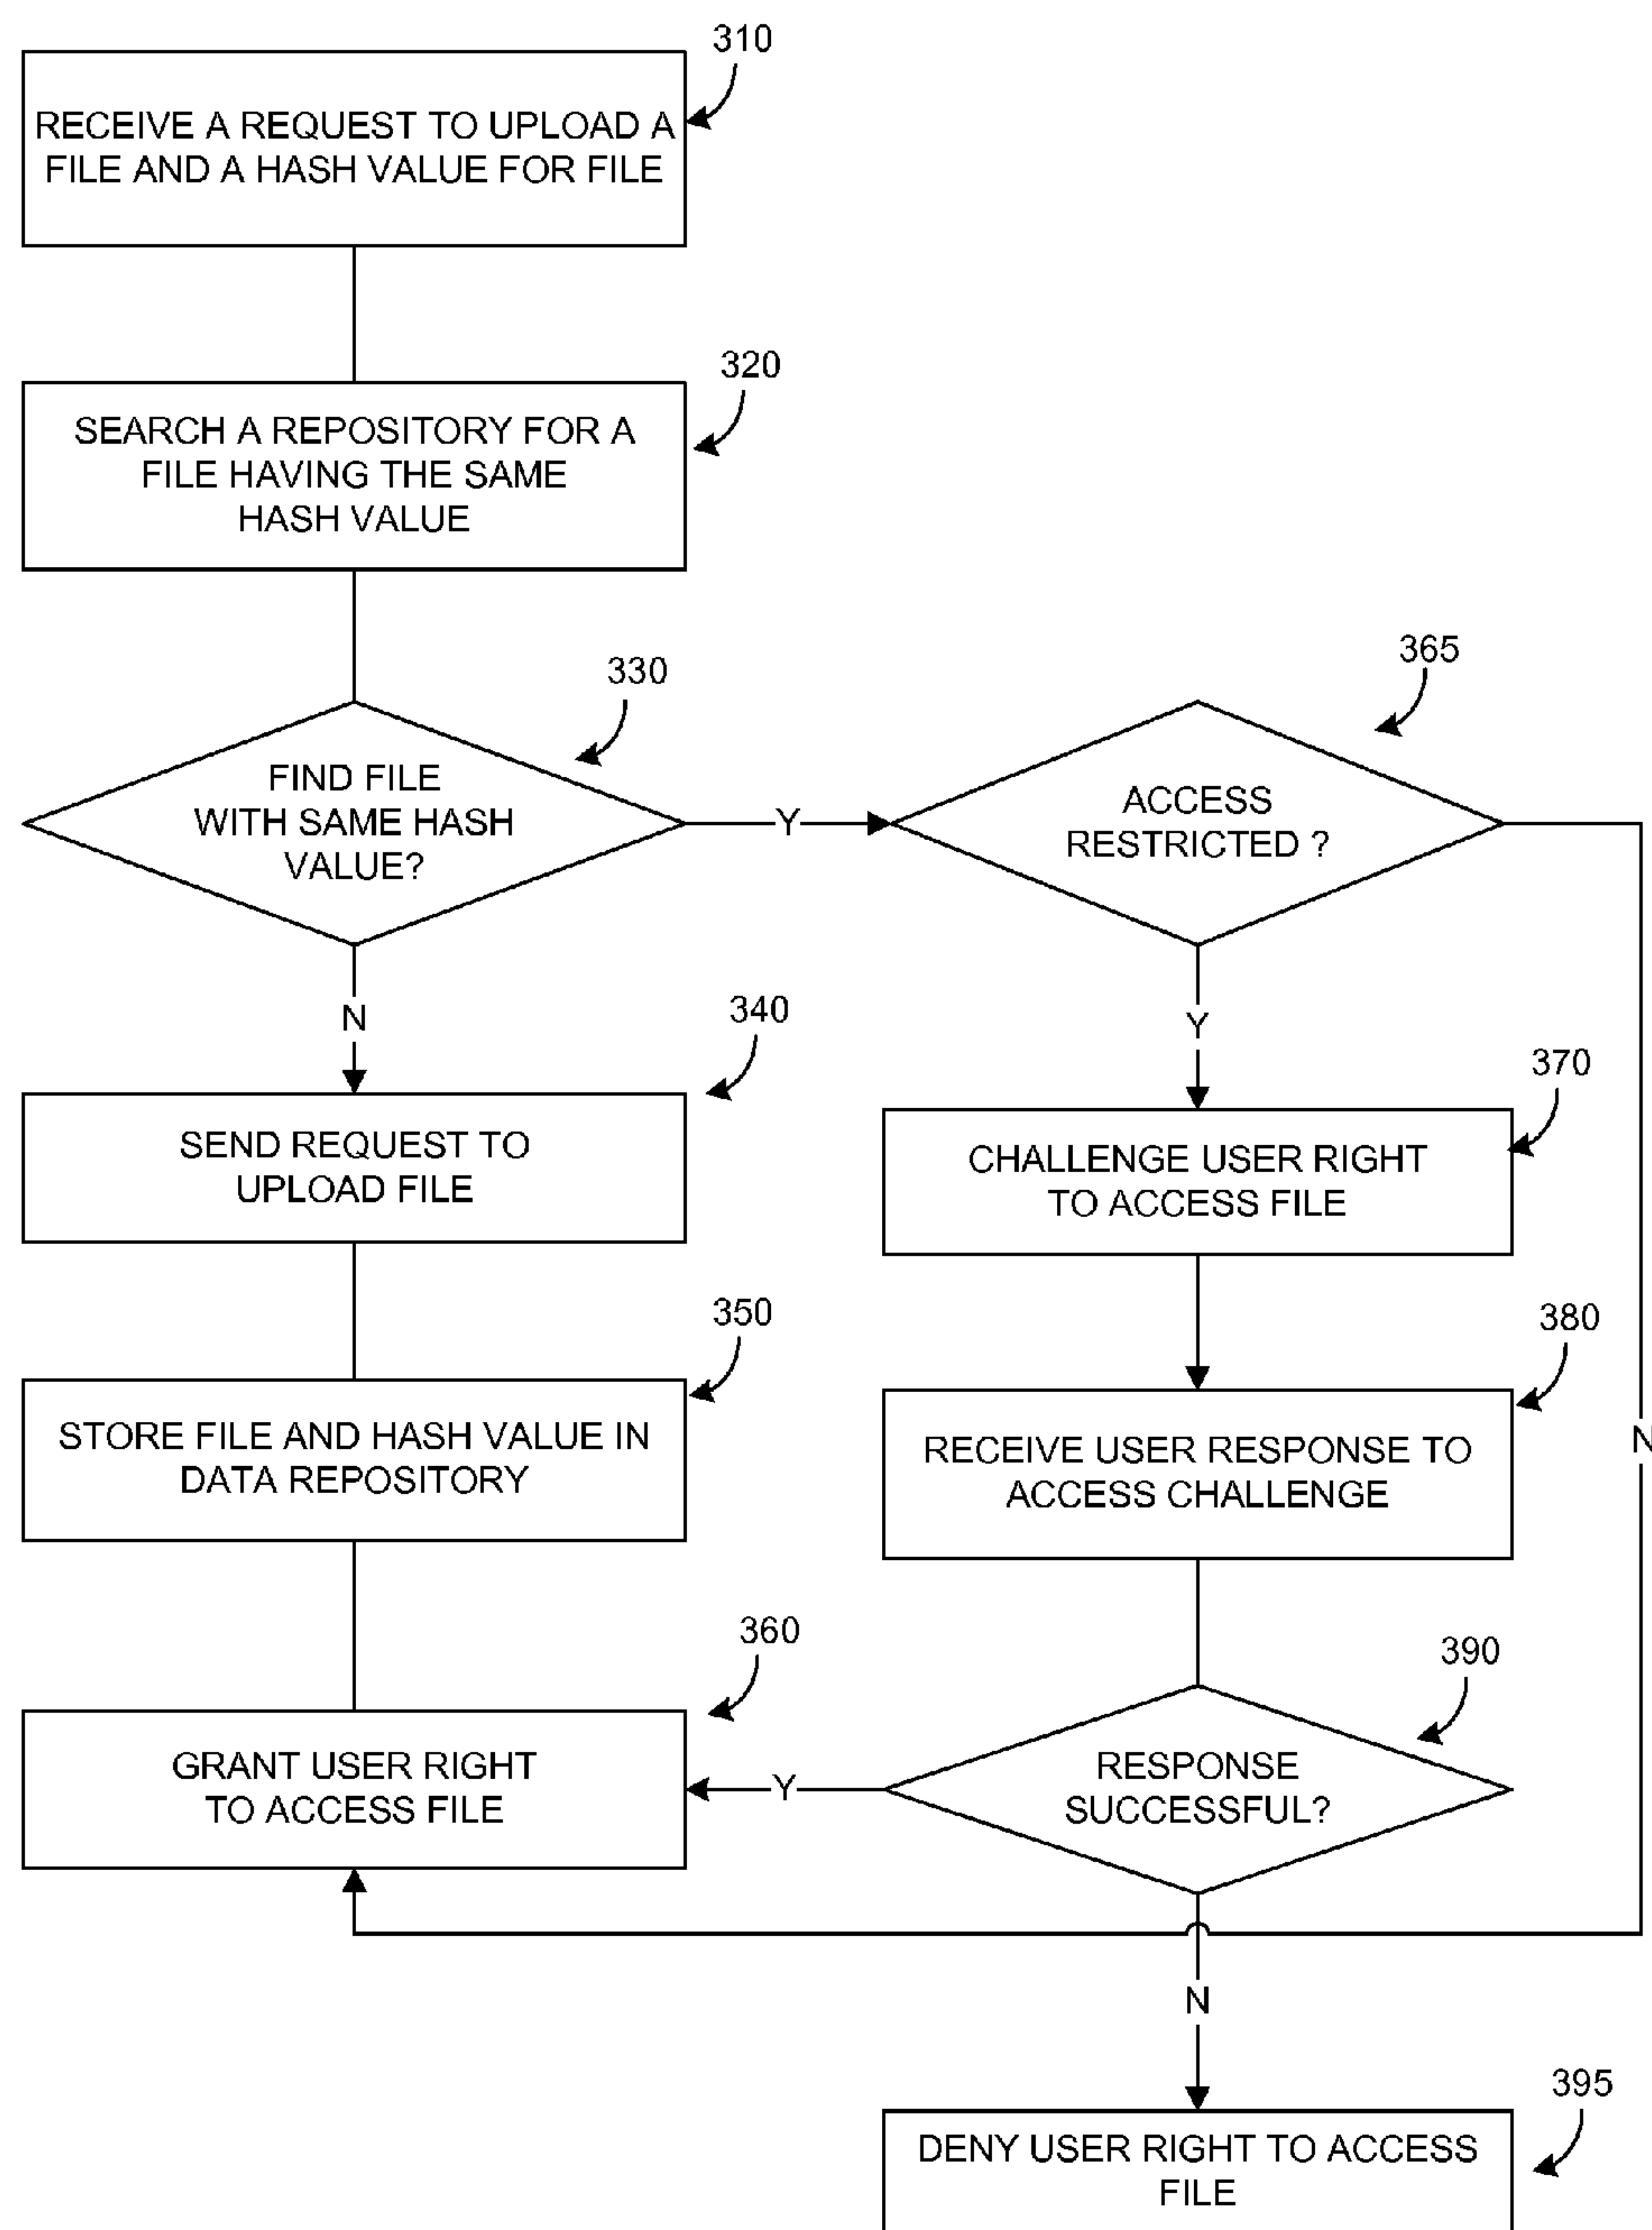 310
RECEIVE A REQUEST TO UPLOAD A
FILE AND A HASH VALUE FOR FILE
320
SEARCH A REPOSITORY FOR A
FILE HAVING THE SAME
HASH VALUE
330
FIND FILE
WITH SAME HASH
VALUE?
Y
365
ACCESS
RESTRICTED ?
N
Y
N
340
SEND REQUEST TO
UPLOAD FILE
370
CHALLENGE USER RIGHT
TO ACCESS FILE
350
STORE FILE AND HASH VALUE IN
DATA REPOSITORY
380
RECEIVE USER RESPONSE TO
ACCESS CHALLENGE
360
GRANT USER RIGHT
TO ACCESS FILE
Y
390
RESPONSE
SUCCESSFUL?
N
395
DENY USER RIGHT TO ACCESS
FILE